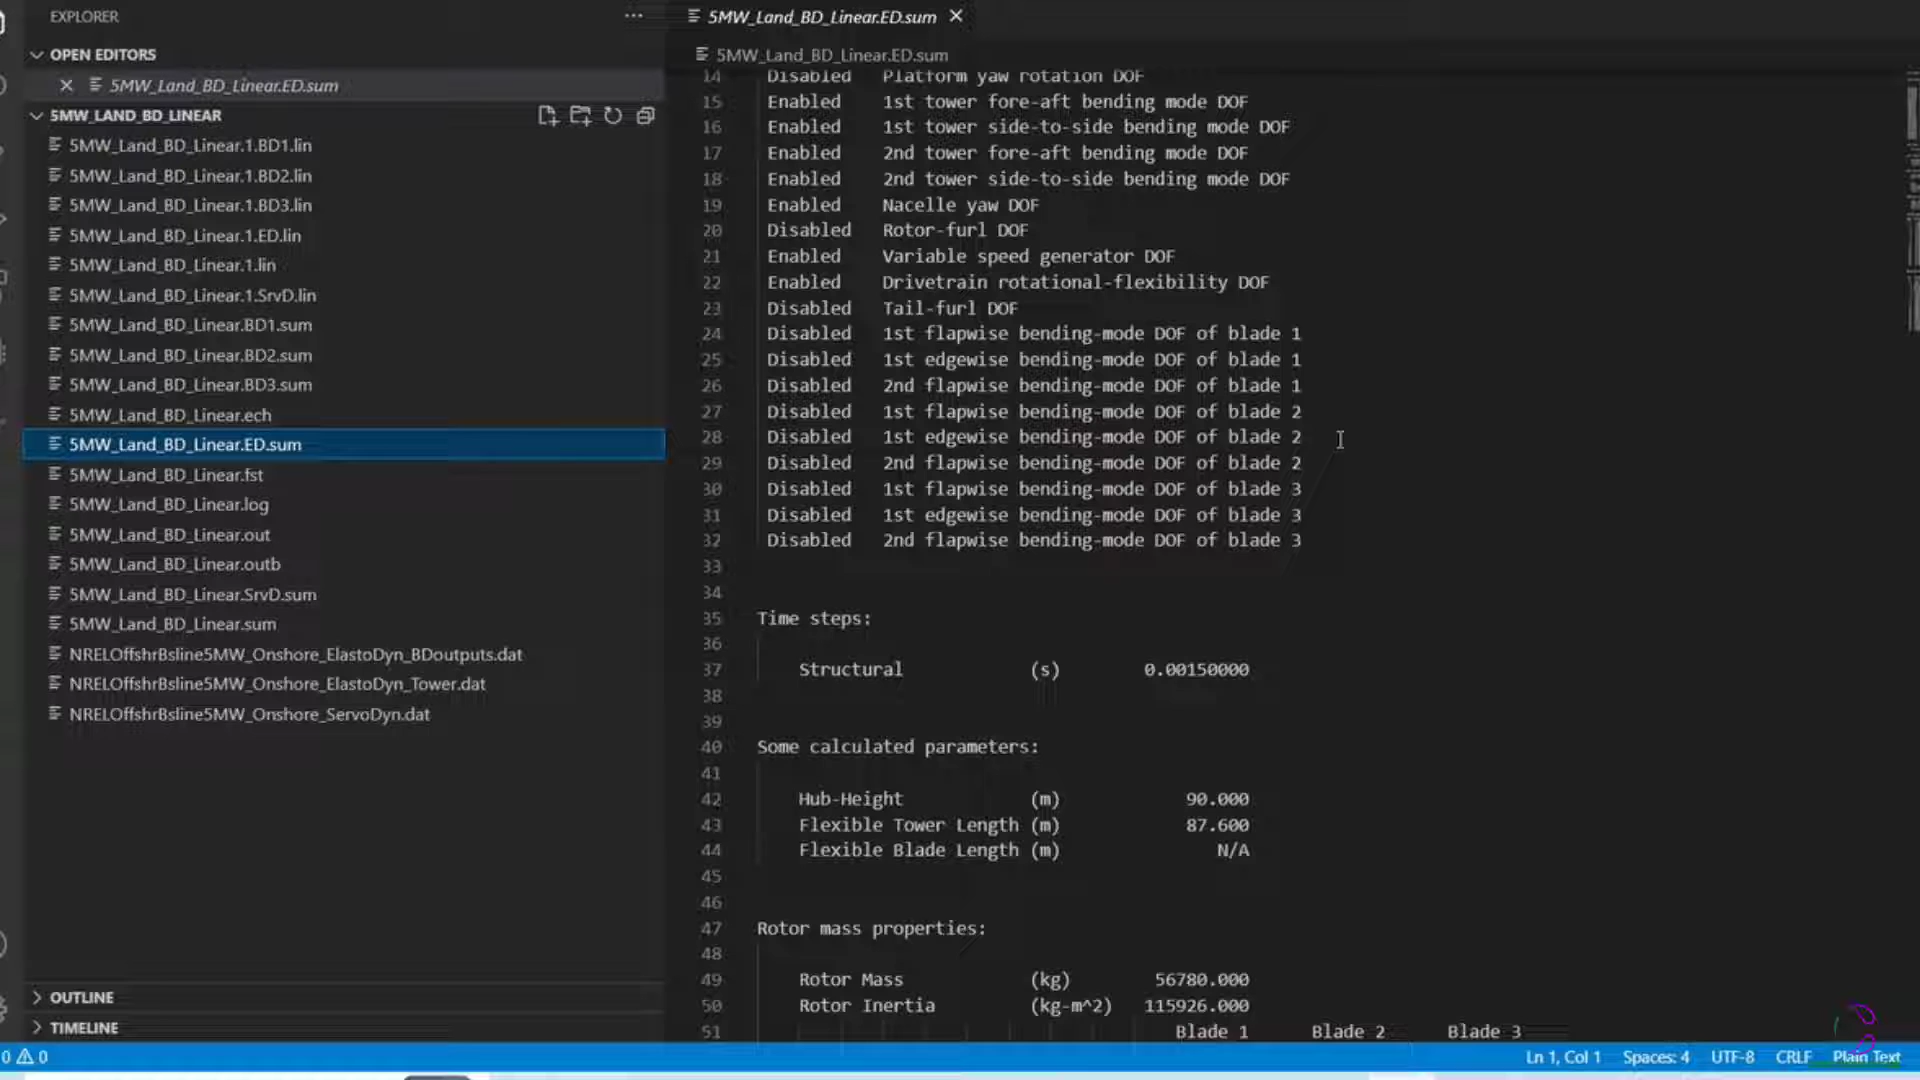 EXPLORER
OPEN EDITORS
5MW_Land_BD_Linear.ED.sum
5MW_LAND_BD_LINEAR
5MW_Land_BD_Linear.1.BD1.lin
5MW_Land_BD_Linear.1.BD2.lin
5MW_Land_BD_Linear.1.BD3.lin
5MW_Land_BD_Linear.1.ED.lin
5MW_Land_BD_Linear.1.lin
5MW_Land_BD_Linear.1.SrvD.lin
5MW_Land_BD_Linear.BD1.sum
5MW_Land_BD_Linear.BD2.sum
5MW_Land_BD_Linear.BD3.sum
5MW_Land_BD_Linear.ech
5MW_Land_BD_Linear.ED.sum
5MW_Land_BD_Linear.fst
5MW_Land_BD_Linear.log
5MW_Land_BD_Linear.out
5MW_Land_BD_Linear.outb
5MW_Land_BD_Linear.SrvD.sum
5MW_Land_BD_Linear.sum
NRELOffshrBsline5MW_Onshore_ElastoDyn_BDoutputs.dat
NRELOffshrBsline5MW_Onshore_ElastoDyn_Tower.dat
NRELOffshrBsline5MW_Onshore_ServoDyn.dat
OUTLINE
TIMELINE
5MW_Land_BD_Linear.ED.sum
5MW_Land_BD_Linear.ED.sum
14 Disabled Platform yaw rotation DOF
15 Enabled 1st tower fore-aft bending mode DOF
16 Enabled 1st tower side-to-side bending mode DOF
17 Enabled 2nd tower fore-aft bending mode DOF
18 Enabled 2nd tower side-to-side bending mode DOF
19 Enabled Nacelle yaw DOF
20 Disabled Rotor-furl DOF
21 Enabled Variable speed generator DOF
22 Enabled Drivetrain rotational-flexibility DOF
23 Disabled Tail-furl DOF
24 Disabled 1st flapwise bending-mode DOF of blade 1
25 Disabled 1st edgewise bending-mode DOF of blade 1
26 Disabled 2nd flapwise bending-mode DOF of blade 1
27 Disabled 1st flapwise bending-mode DOF of blade 2
28 Disabled 1st edgewise bending-mode DOF of blade 2
29 Disabled 2nd flapwise bending-mode DOF of blade 2
30 Disabled 1st flapwise bending-mode DOF of blade 3
31 Disabled 1st edgewise bending-mode DOF of blade 3
32 Disabled 2nd flapwise bending-mode DOF of blade 3
33
34
35 Time steps:
36
37 Structural (s) 0.00150000
38
39
40 Some calculated parameters:
41
42 Hub-Height (m) 90.000
43 Flexible Tower Length (m) 87.600
44 Flexible Blade Length (m) N/A
45
46
47 Rotor mass properties:
48
49 Rotor Mass (kg) 56780.000
50 Rotor Inertia (kg-m^2) 115926.000
51 Blade 1 Blade 2 Blade 3
0 0 Ln 1, Col 1 Spaces: 4 UTF-8 CRLF Plain Text